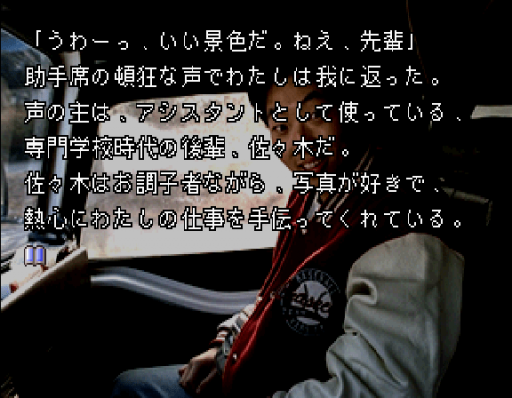 「うわーっ、いい景色だ。ねえ、先輩」
助手席の頓狂な声でわたしは我に返った。
声の主は、アシスタントとして使っている、
専門学校時代の後輩、佐々木だ。
佐々木はお調子者ながら、写真が好きで、
熱心にわたしの仕事を手伝ってくれている。